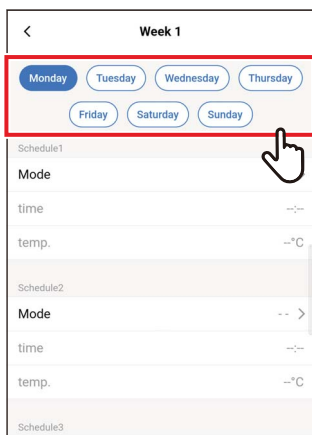 Week 1
Monday Tuesday Wednesday Thursday
Friday Saturday Sunday
Schedule1
Mode
time --:--
temp. --°C
Schedule2
Mode - -
time --:--
temp. --°C
Schedule3